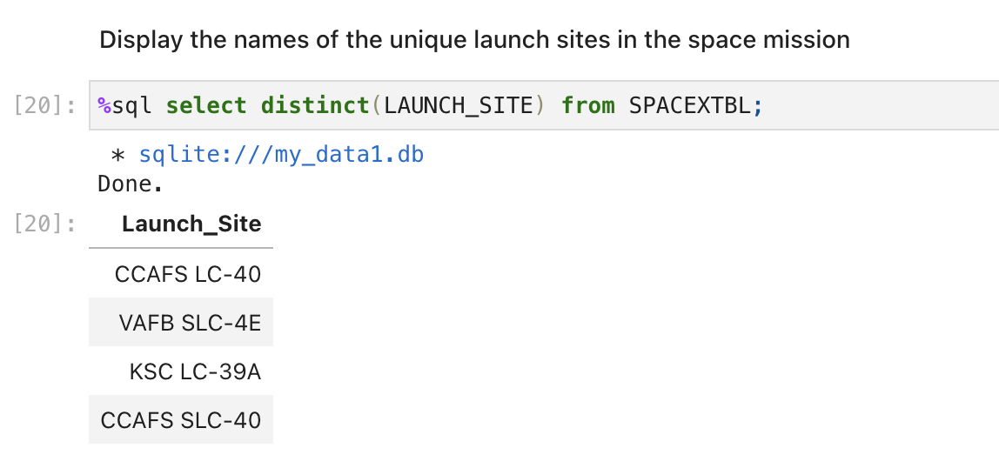 Display the names of the unique launch sites in the space mission
[20]: %sql select distinct(LAUNCH_SITE) from SPACEXTBL;
* sqlite:///my_data1.db
Done.
[20]: Launch_Site
CCAFS LC-40
VAFB SLC-4E
KSC LC-39A
CCAFS SLC-40